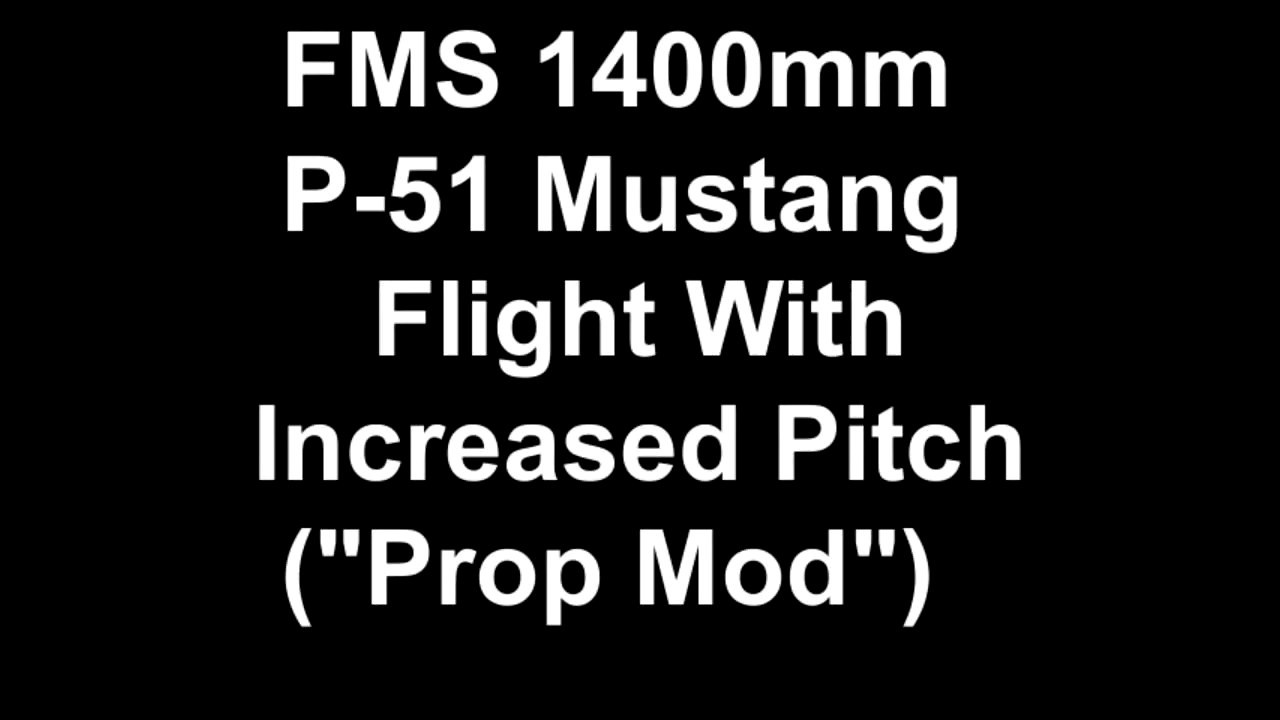 FMS 1400mm
P-51 Mustang
Flight With
Increased Pitch
("Prop Mod")